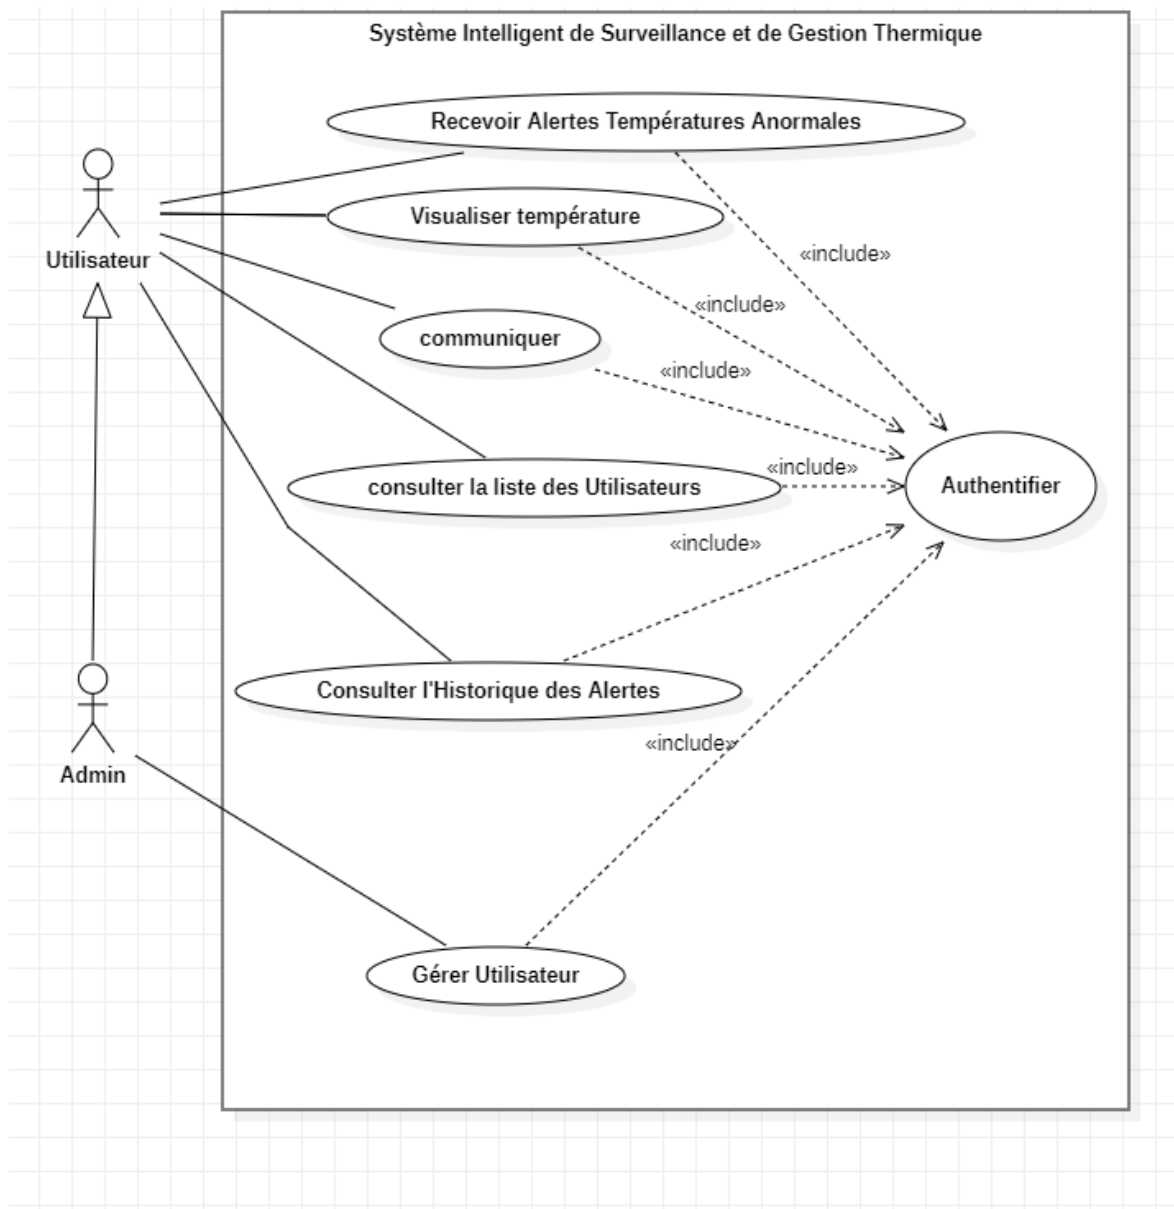 Système Intelligent de Surveillance et de Gestion Thermique
Recevoir Alertes Températures Anormales
Visualiser température
Utilisateur
«include»
«include»
communiquer
«include»
«include»
consulter la liste des Utilisateurs
Authentifier
«include»
Consulter l'Historique des Alertes
«include»
Admin
Gérer Utilisateur